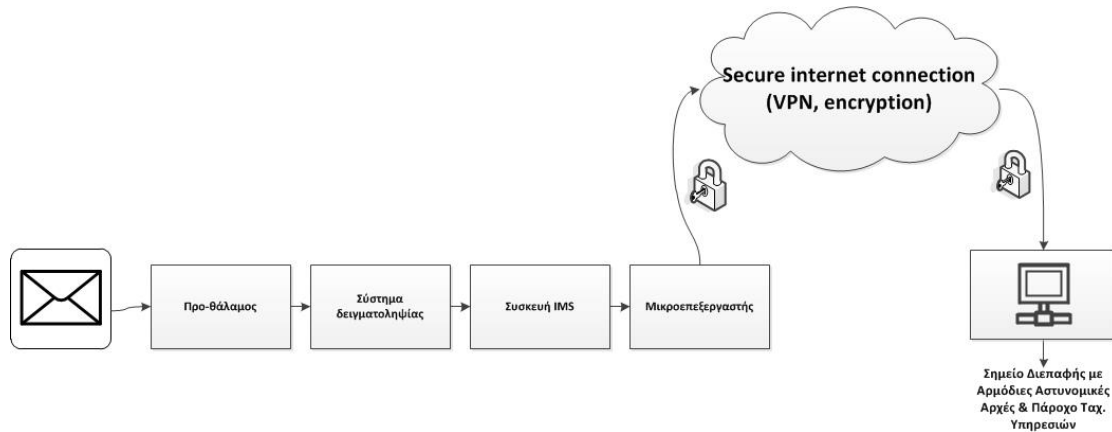 Secure internet connection
(VPN, encryption)
Προ-θάλαμος
Σύστημα
δειγματοληψίας
Συσκευή IMS
Μικροεπεξεργαστής
Σημείο Διεπαφής με
Αρμόδιες Αστυνομικές
Αρχές & Πάροχο Ταχ.
Υπηρεσιών